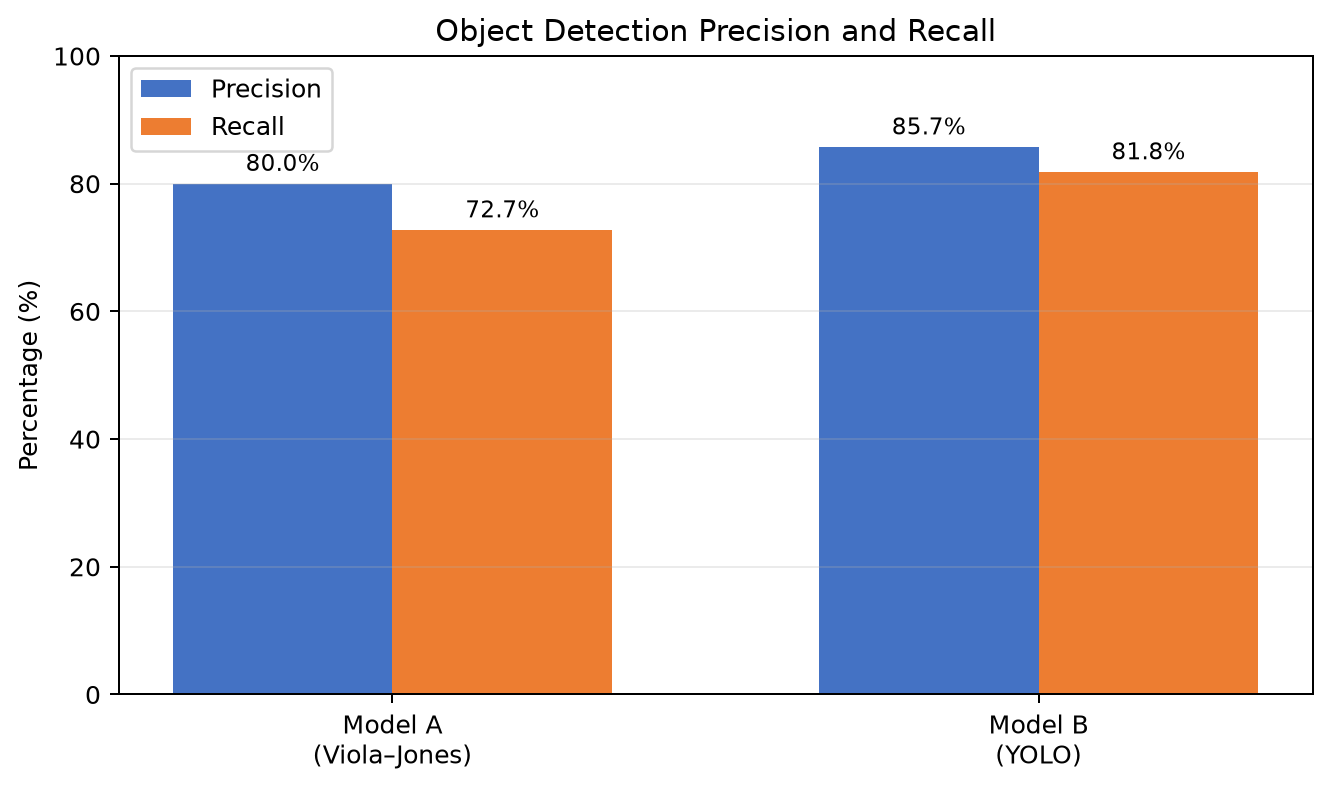 Object Detection Precision and Recall
Percentage (%)
100
80
60
40
20
0
Precision
Recall
80.0%
72.7%
85.7%
81.8%
Model A
(Viola–Jones)
Model B
(YOLO)